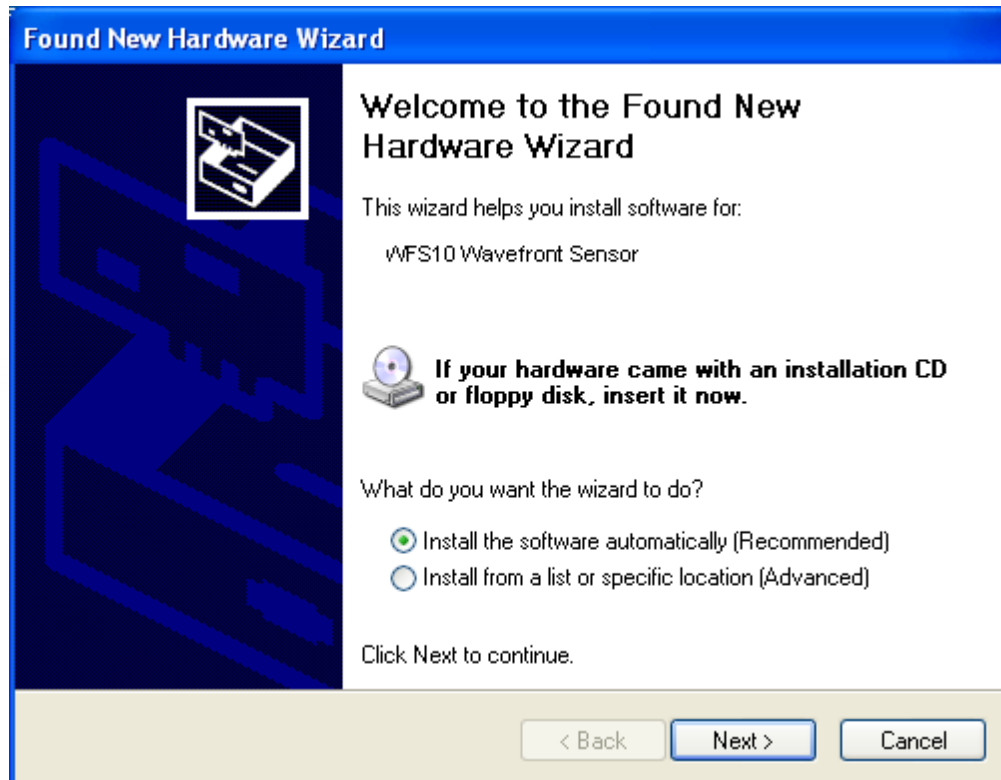 Found New Hardware Wizard
Welcome to the Found New
Hardware Wizard
This wizard helps you install software for:
WFS10 Wavefront Sensor
If your hardware came with an installation CD
or floppy disk, insert it now.
What do you want the wizard to do?
Install the software automatically (Recommended)
Install from a list or specific location (Advanced)
Click Next to continue.
< Back Next > Cancel